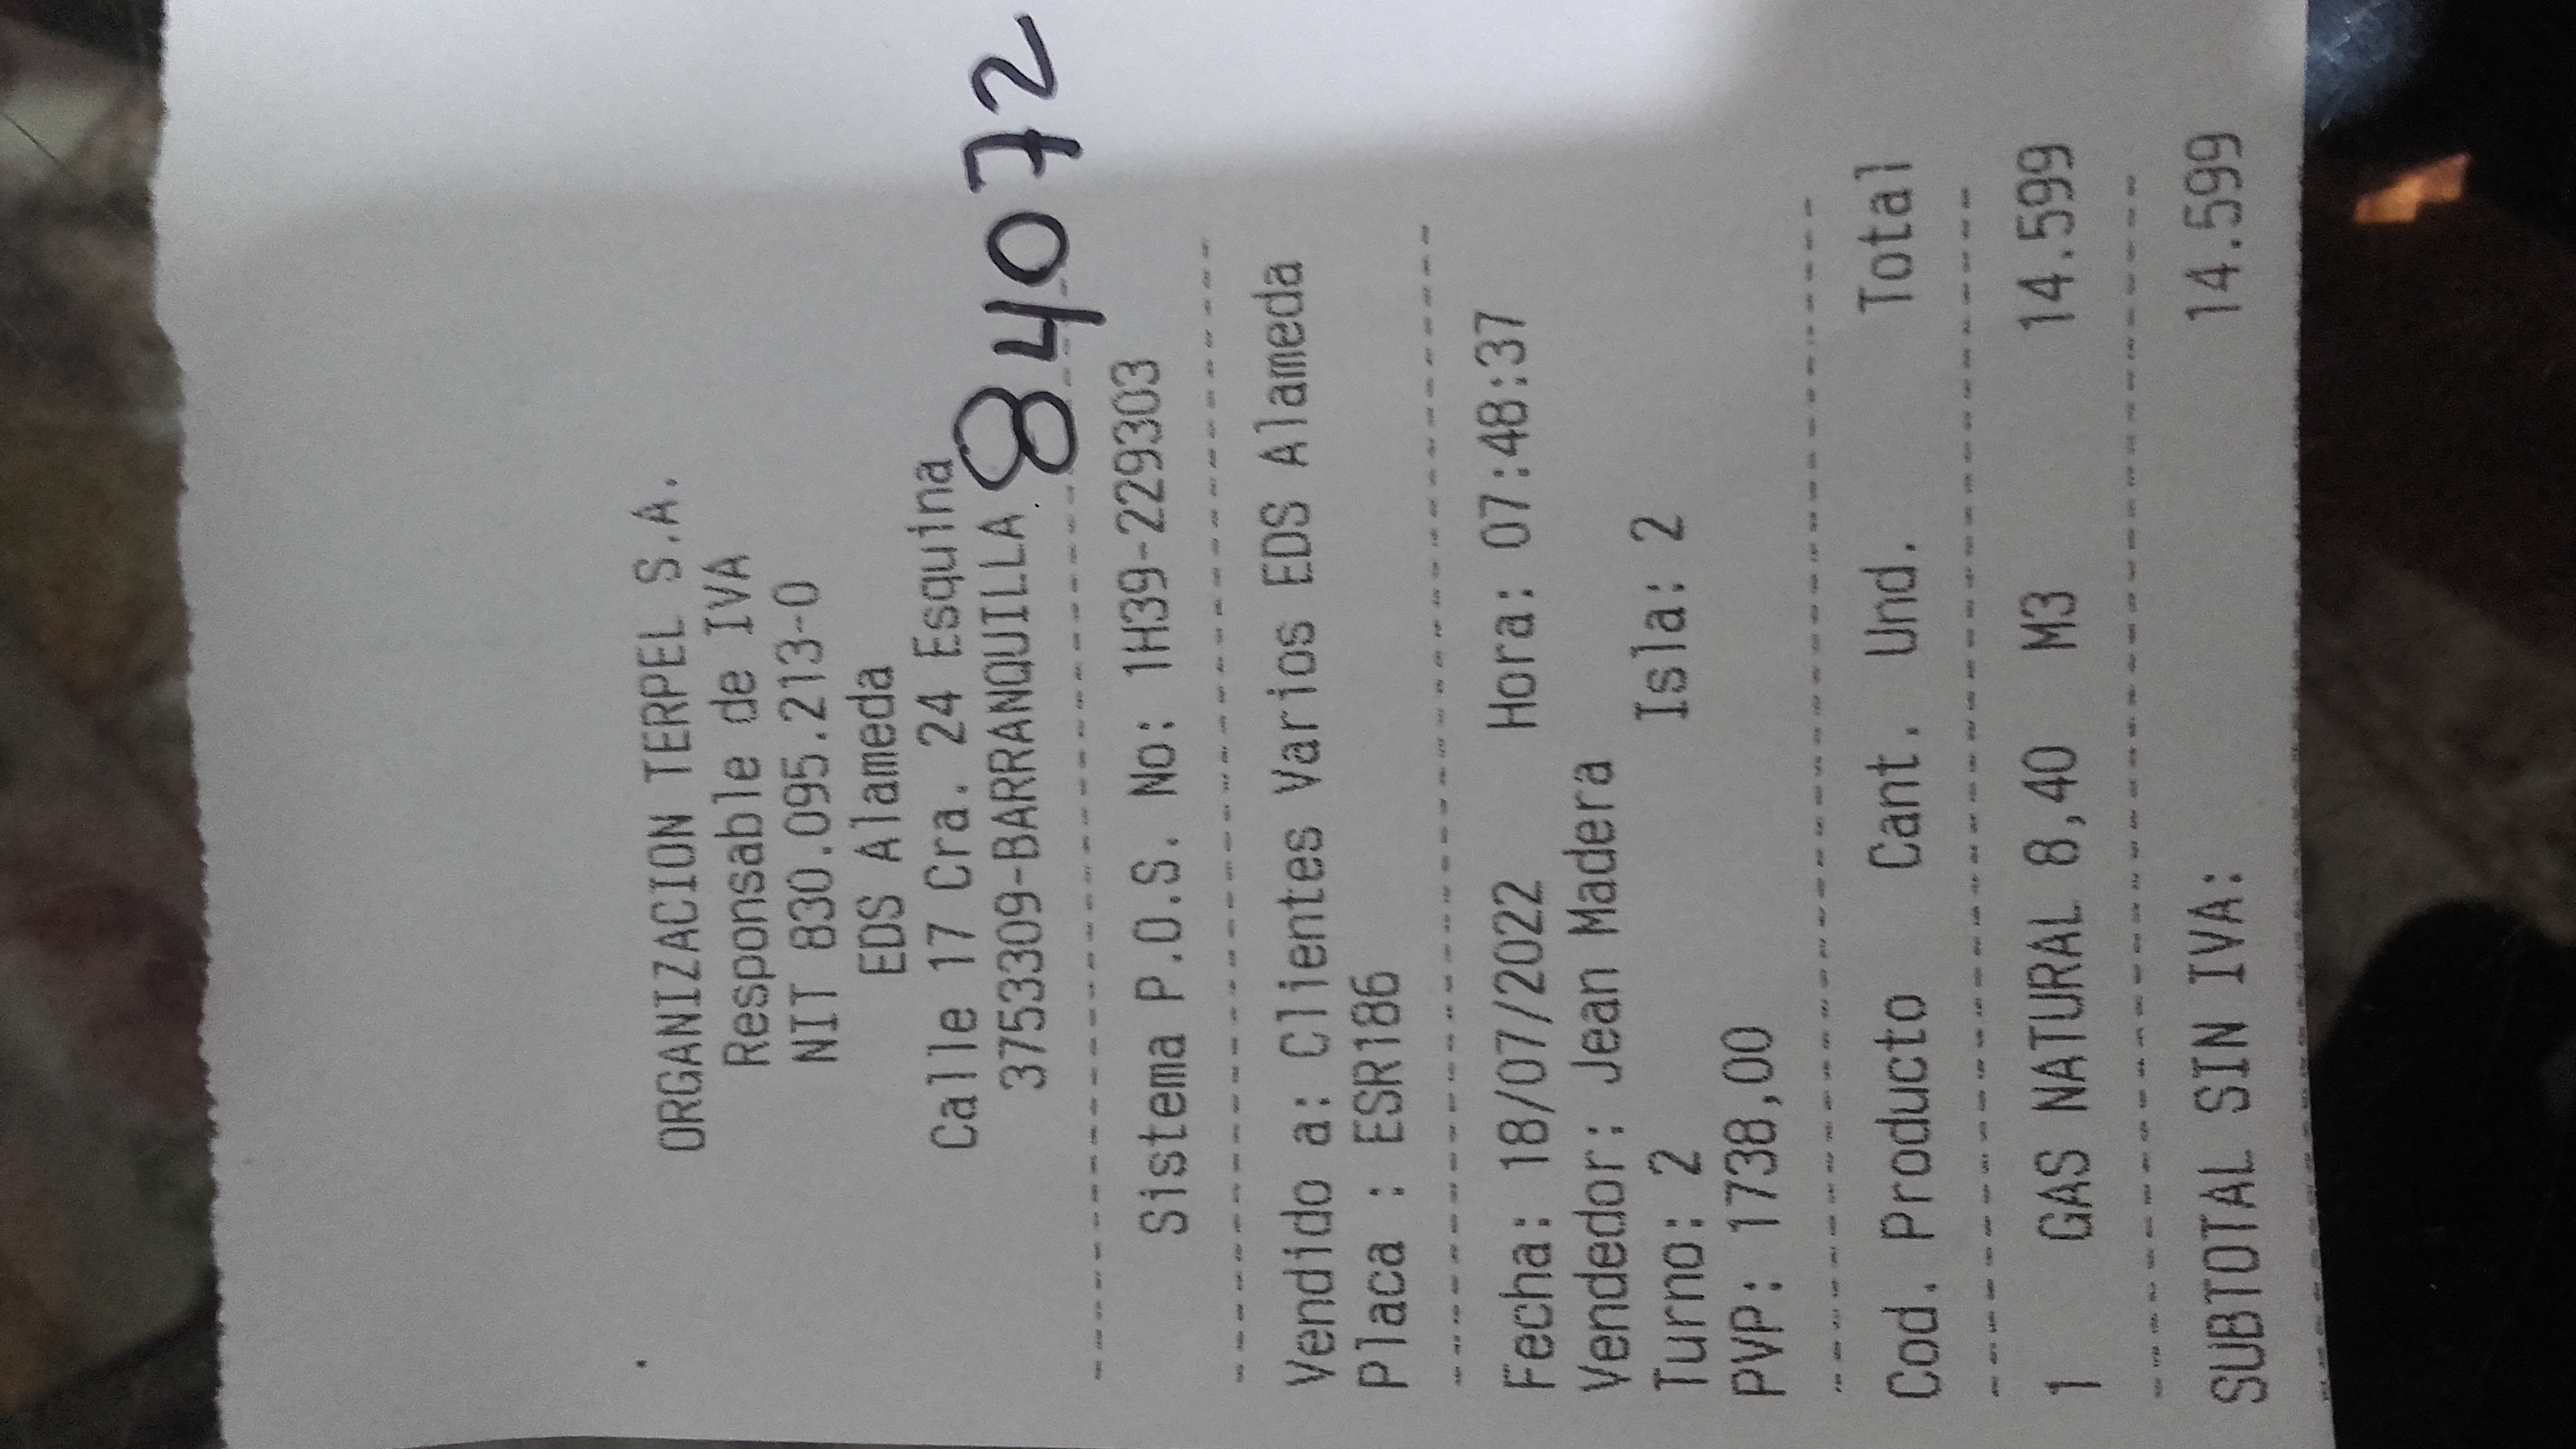 ORGANIZACION TERPEL S.A.
Responsable de IVA
NIT 830.095.213-0
EDS Alameda
Calle 17 Cra. 24 Esquina
3753309-BARRANQUILLA
84072
Sistema P.O.S. No: 1H39-229303
Vendido a: Clientes Varios EDS Alameda
Placa : ESR186
Fecha: 18/07/2022 Hora: 07:48:37
Vendedor: Jean Madera
Turno: 2 Isla: 2
PVP: 1738,00
Cod. Producto Cant. Und. Total
1 GAS NATURAL 8,40 M3 14.599
SUBTOTAL SIN IVA: 14.599